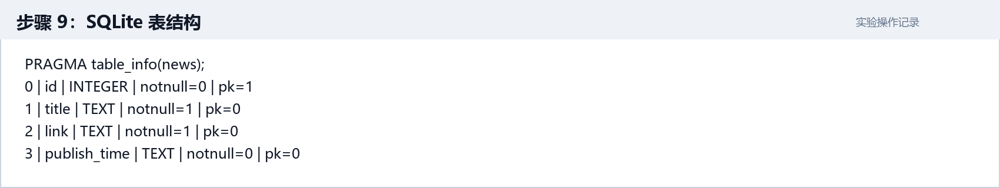 步骤 9：SQLite 表结构
实验操作记录
PRAGMA table_info(news);
0 | id | INTEGER | notnull=0 | pk=1
1 | title | TEXT | notnull=1 | pk=0
2 | link | TEXT | notnull=1 | pk=0
3 | publish_time | TEXT | notnull=0 | pk=0